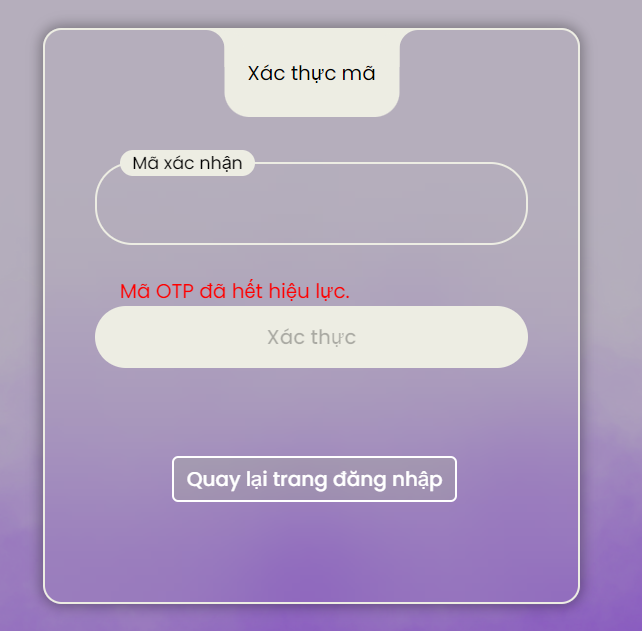 Xác thực mã
Mã xác nhận
Mã OTP đã hết hiệu lực.
Xác thực
Quay lại trang đăng nhập